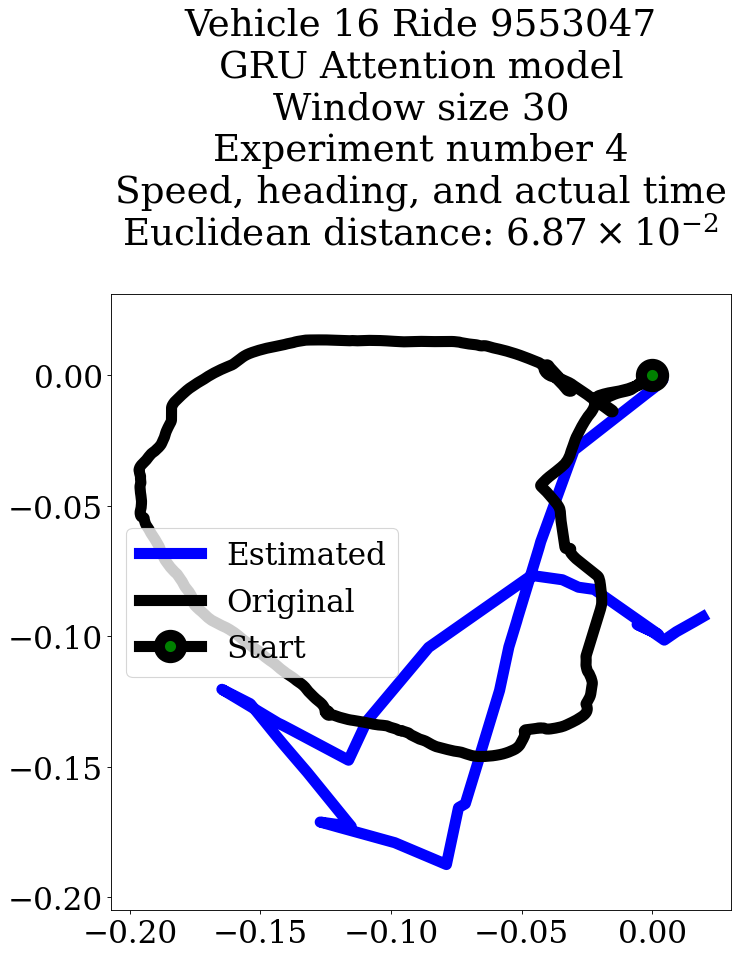 Vehicle 16 Ride 9553047
GRU Attention model
Window size 30
Experiment number 4
Speed, heading, and actual time
Euclidean distance: 6.87 × 10⁻²
0.00
−0.05
Estimated
Original
−0.10
Start
−0.15
−0.20
−0.20 −0.15 −0.10 −0.05 0.00